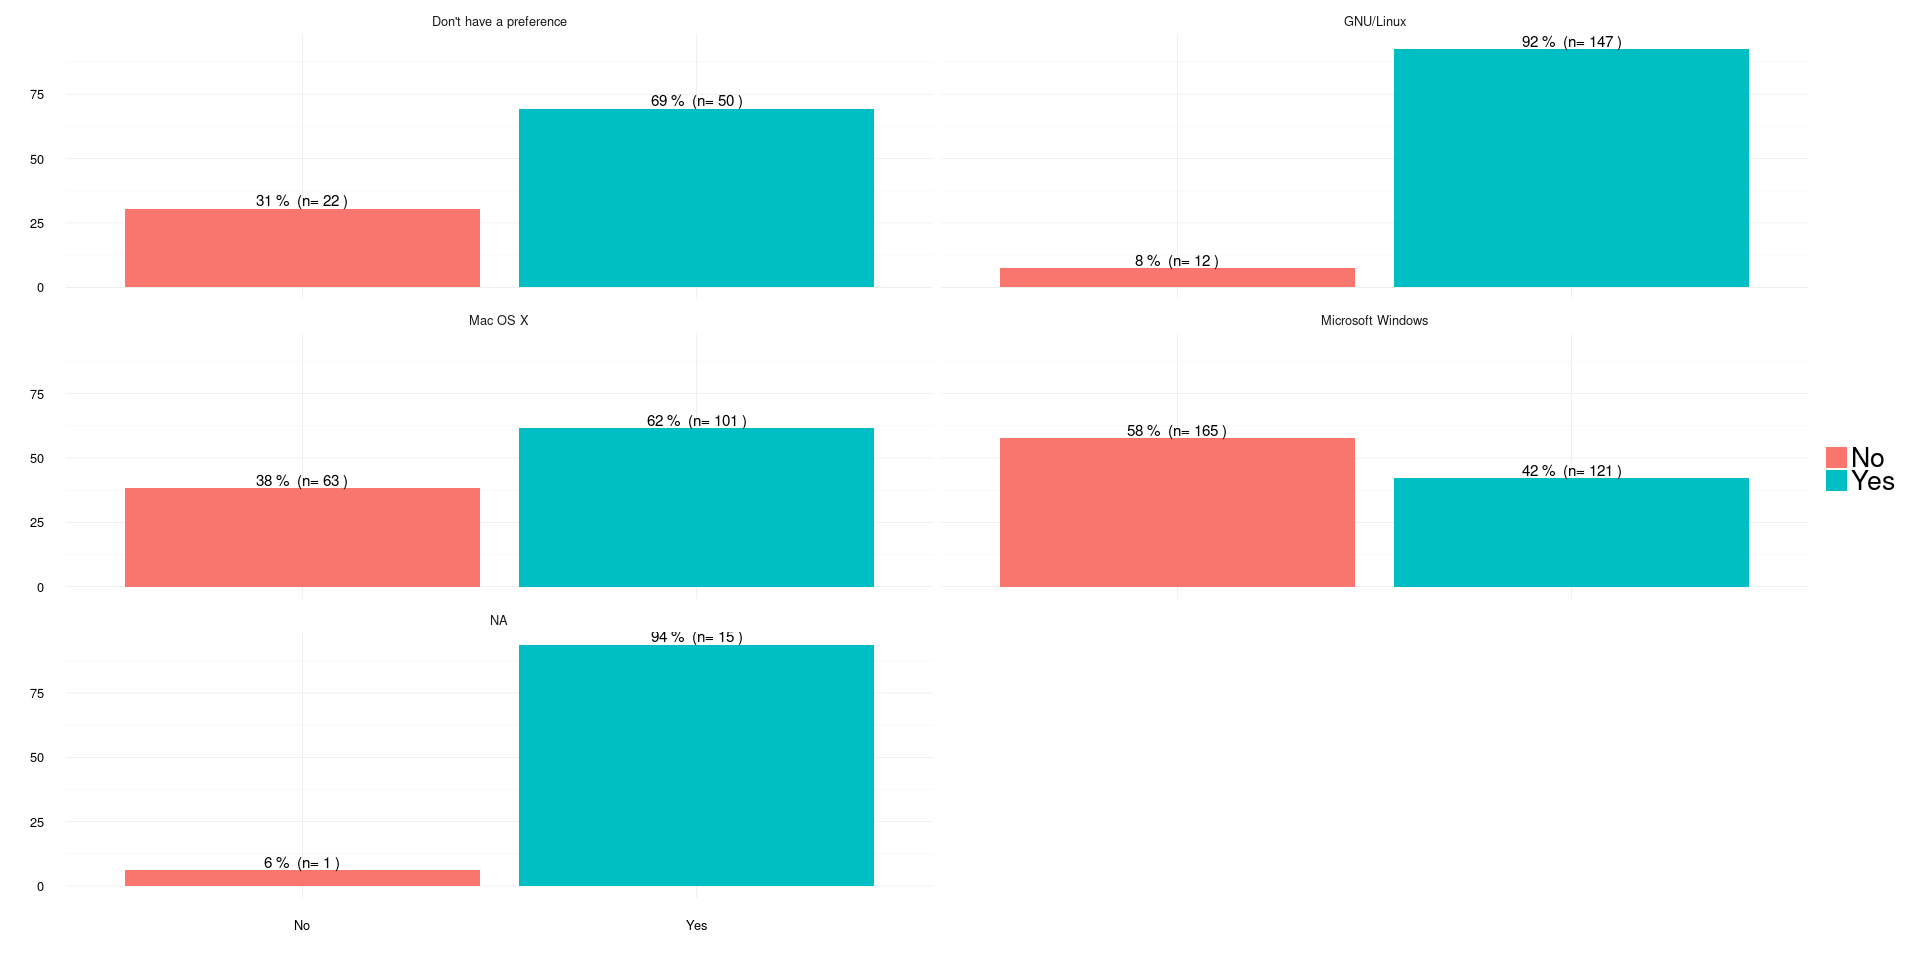 Don't have a preference
GNU/Linux
92 % (n= 147 )
75
69 % (n= 50 )
50
31 % (n= 22 )
25
8 % (n= 12 )
0
Mac OS X
Microsoft Windows
75
62 % (n= 101 )
58 % (n= 165 )
50
No
42 % (n= 121 )
Yes
38 % (n= 63 )
25
0
NA
94 % (n= 15 )
75
50
25
6 % (n= 1 )
0
No
Yes